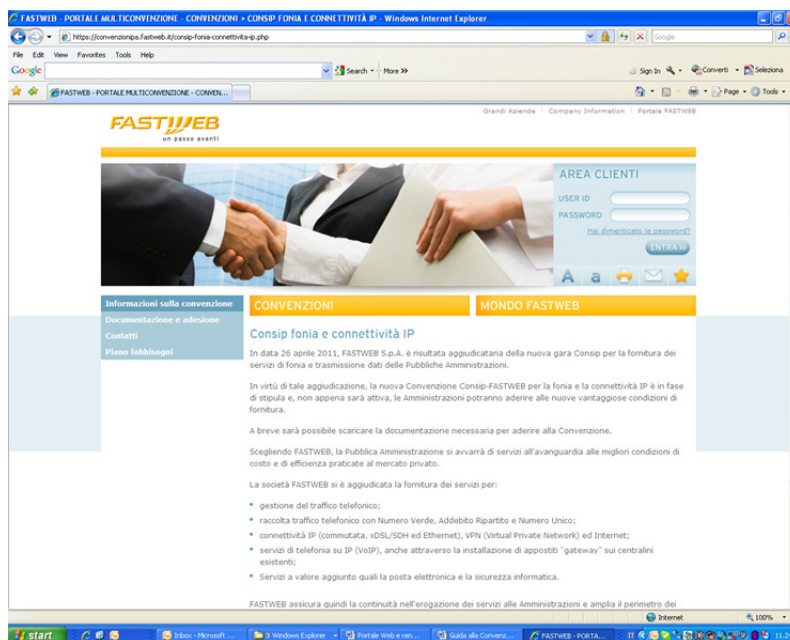 FASTWEB - PORTALE MULTICONVENZIONE - CONVENZIONI » CONSIP FONIA E CONNETTIVITÀ IP - Windows Internet Explorer
https://convenzionipa.fastweb.it/consip-fonia-connettivita-ip.php
Google
File Edit View Favorites Tools Help
Google Search More >> Sign In Converti Seleziona
FASTWEB - PORTALE MULTICONVENZIONE - CONVEN... Page Tools
Grandi Aziende Company Information Portale FASTWEB
FASTWEB
un passo avanti
AREA CLIENTI
USER ID
PASSWORD
Hai dimenticato la password?
ENTRA >>
A a
Informazioni sulla convenzione
Documentazione e adesione
Contatti
Piano fabbisogni
CONVENZIONI MONDO FASTWEB
Consip fonia e connettività IP
In data 26 aprile 2011, FASTWEB S.p.A. è risultata aggiudicataria della nuova gara Consip per la fornitura dei
servizi di fonia e trasmissione dati delle Pubbliche Amministrazioni.
In virtù di tale aggiudicazione, la nuova Convenzione Consip-FASTWEB per la fonia e la connettività IP è in fase
di stipula e, non appena sarà attiva, le Amministrazioni potranno aderire alle nuove vantaggiose condizioni di
fornitura.
A breve sarà possibile scaricare la documentazione necessaria per aderire alla Convenzione.
Scegliendo FASTWEB, la Pubblica Amministrazione si avvarrà di servizi all'avanguardia alle migliori condizioni di
costo e di efficienza praticate al mercato privato.
La società FASTWEB si è aggiudicata la fornitura dei servizi per:
• gestione del traffico telefonico;
• raccolta traffico telefonico con Numero Verde, Addebito Ripartito e Numero Unico;
• connettività IP (commutata, xDSL/SDH ed Ethernet), VPN (Virtual Private Network) ed Internet;
• servizi di telefonia su IP (VoIP), anche attraverso la installazione di appositi "gateway" sui centralini
esistenti;
• Servizi a valore aggiunto quali la posta elettronica e la sicurezza informatica.
FASTWEB assicura quindi la continuità nell'erogazione dei servizi alle Amministrazioni e amplia il perimetro dei
Internet 100%
start Inbox - Microsoft ... 3 Windows Explorer Portale Web e ren... Guida alla Convenz... FASTWEB - PORTA... IT